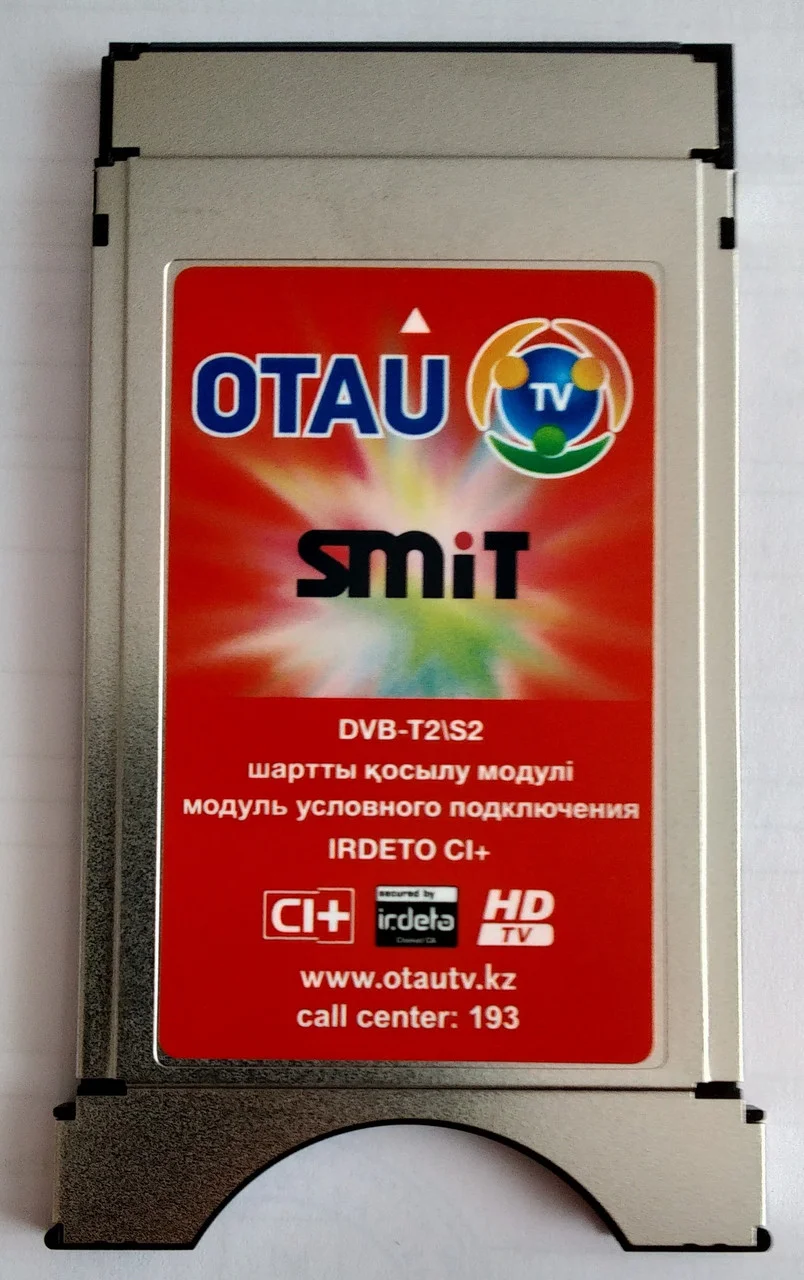 OTAU TV
SMiT
DVB-T2\S2
шартты қосылу модулі
модуль условного подключения
IRDETO CI+
CI+
secured by
irdeto
HD
TV
www.otautv.kz
call center: 193